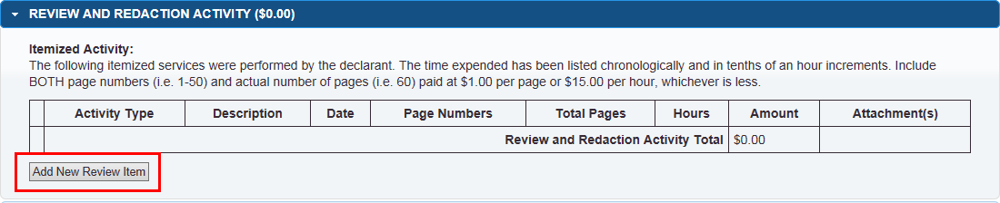 REVIEW AND REDACTION ACTIVITY ($0.00)
Itemized Activity:
The following itemized services were performed by the declarant. The time expended has been listed chronologically and in tenths of an hour increments. Include
BOTH page numbers (i.e. 1-50) and actual number of pages (i.e. 60) paid at $1.00 per page or $15.00 per hour, whichever is less.
Activity Type Description Date Page Numbers Total Pages Hours Amount Attachment(s)
Review and Redaction Activity Total $0.00
Add New Review Item